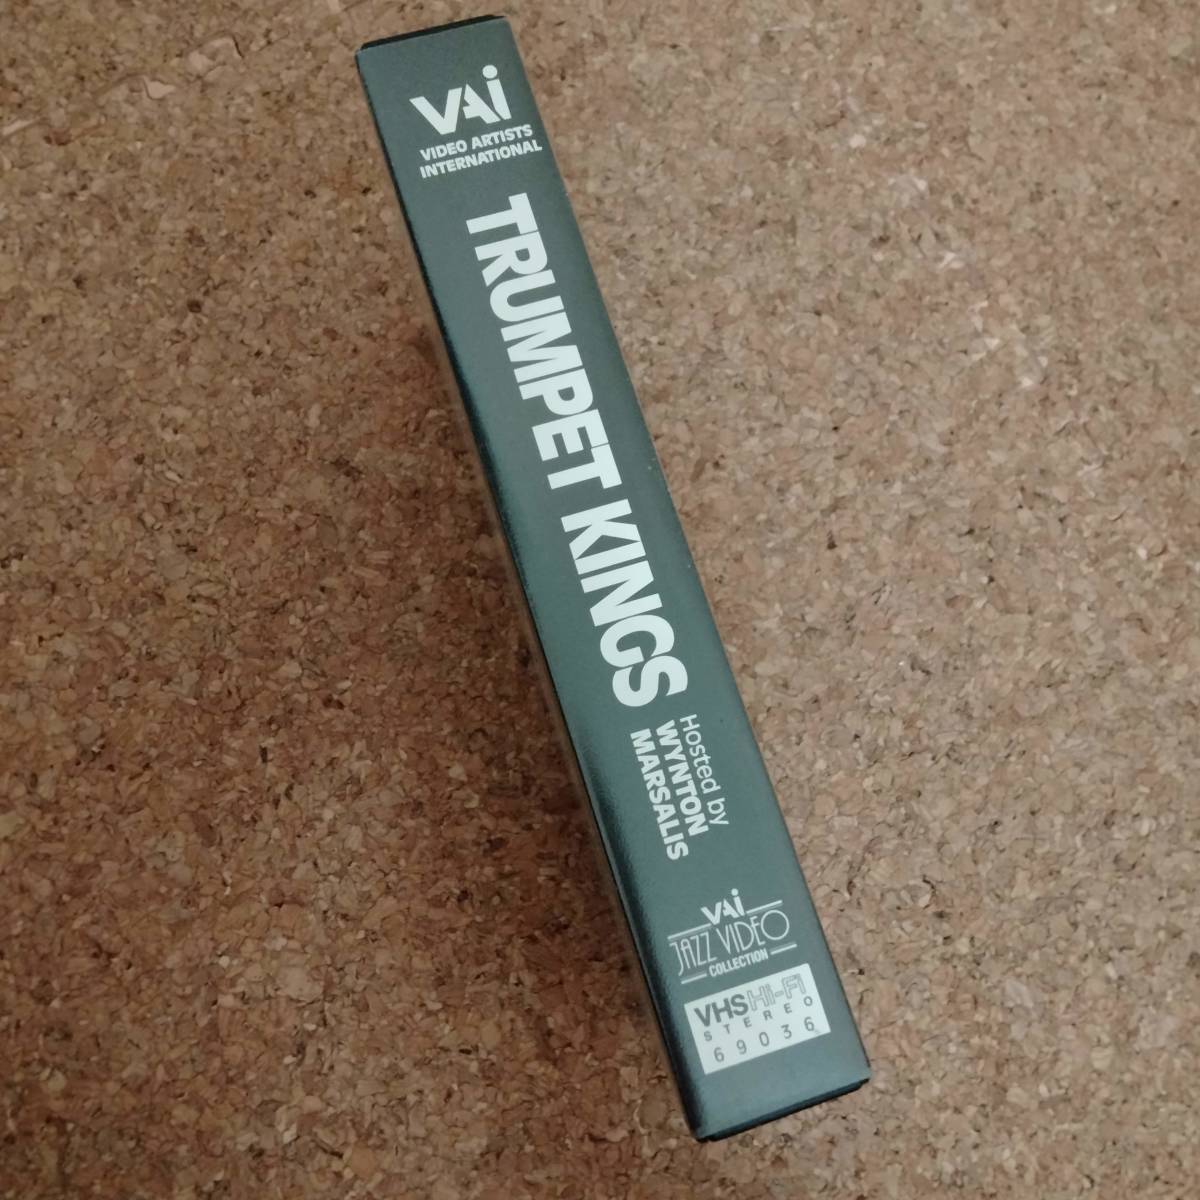 VAi
VIDEO ARTISTS
INTERNATIONAL
TRUMPET KINGS
Hosted by
WYNTON
MARSALIS
VAi
JAZZ VIDEO
COLLECTION
VHS Hi-Fi
STEREO
69036